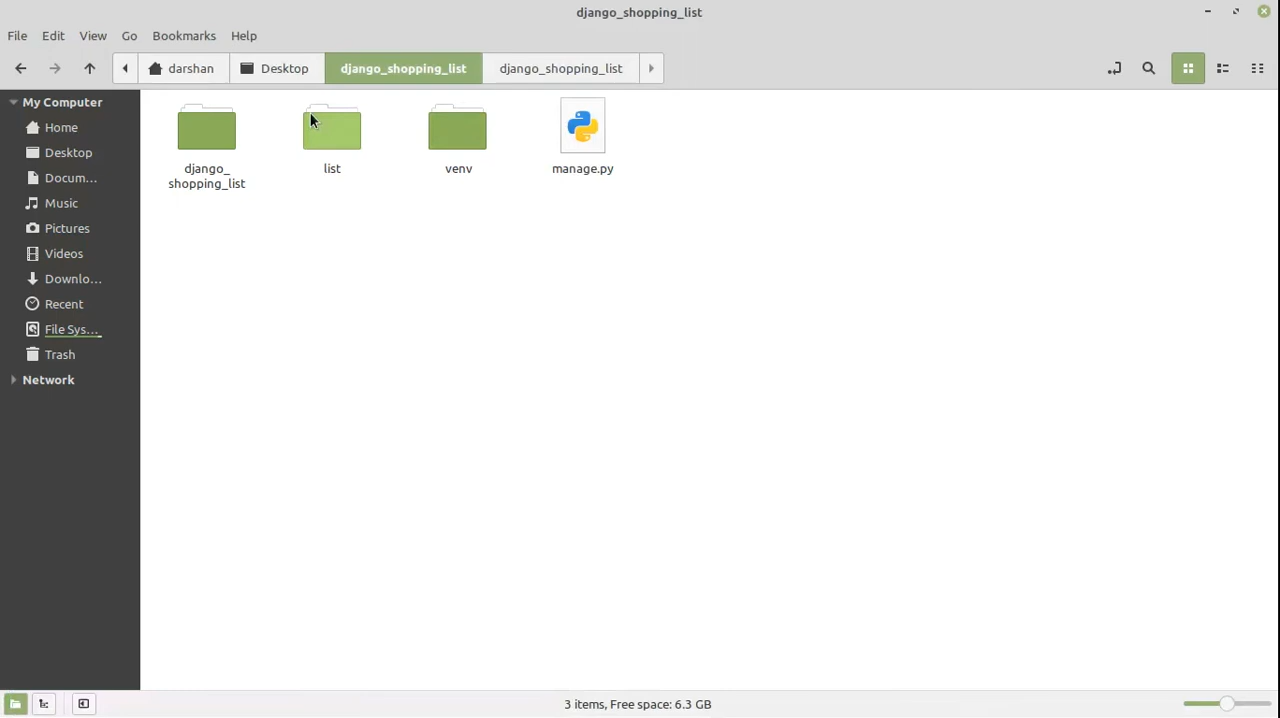 django_shopping_list
File Edit View Go Bookmarks Help
darshan Desktop django_shopping_list django_shopping_list
My Computer
Home
Desktop
Docum...
Music
Pictures
Videos
Downlo...
Recent
File Sys...
Trash
Network
django_
shopping_list
list
venv
manage.py
3 items, Free space: 6.3 GB